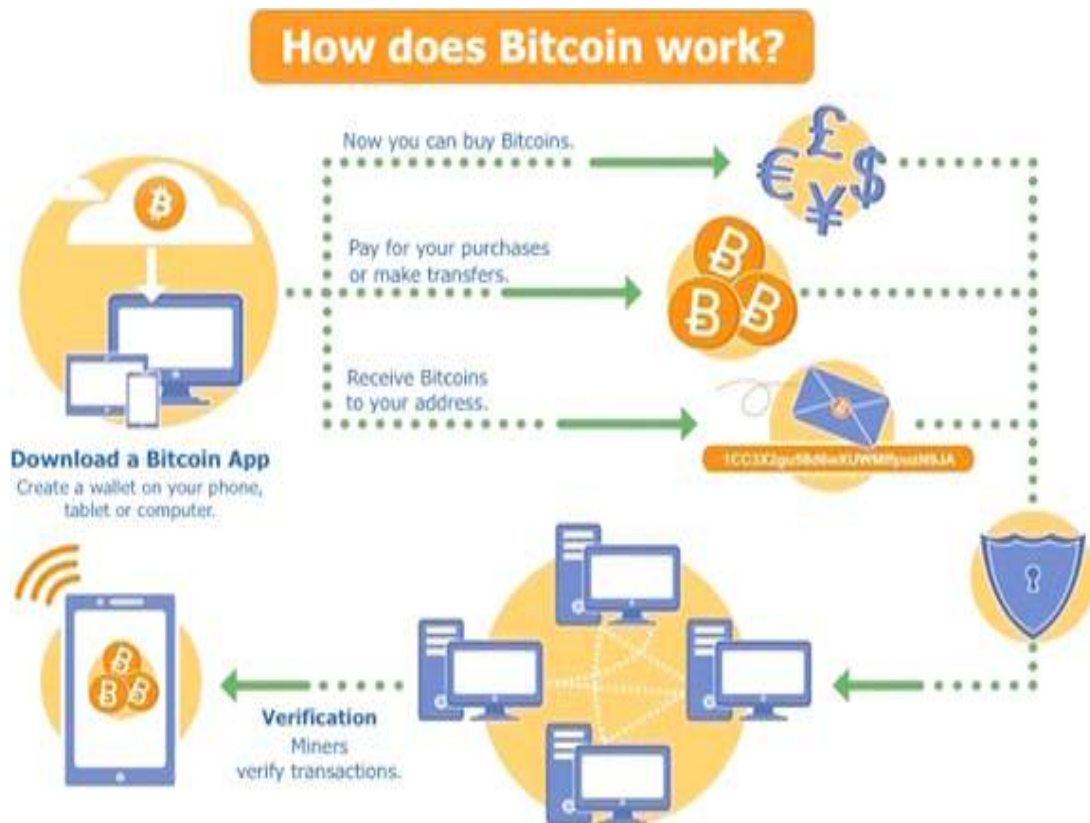 How does Bitcoin work?
Now you can buy Bitcoins.
Pay for your purchases
or make transfers.
Receive Bitcoins
to your address.
Download a Bitcoin App
Create a wallet on your phone,
tablet or computer.
Verification
Miners
verify transactions.